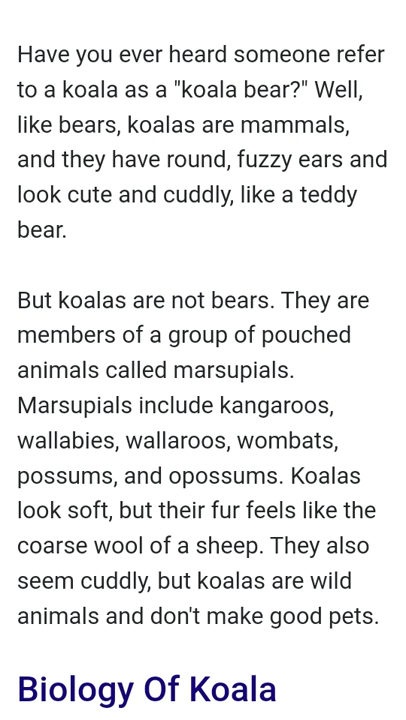 Have you ever heard someone refer
to a koala as a "koala bear?" Well,
like bears, koalas are mammals,
and they have round, fuzzy ears and
look cute and cuddly, like a teddy
bear.
But koalas are not bears. They are
members of a group of pouched
animals called marsupials.
Marsupials include kangaroos,
wallabies, wallaroos, wombats,
possums, and opossums. Koalas
look soft, but their fur feels like the
coarse wool of a sheep. They also
seem cuddly, but koalas are wild
animals and don't make good pets.
Biology Of Koala